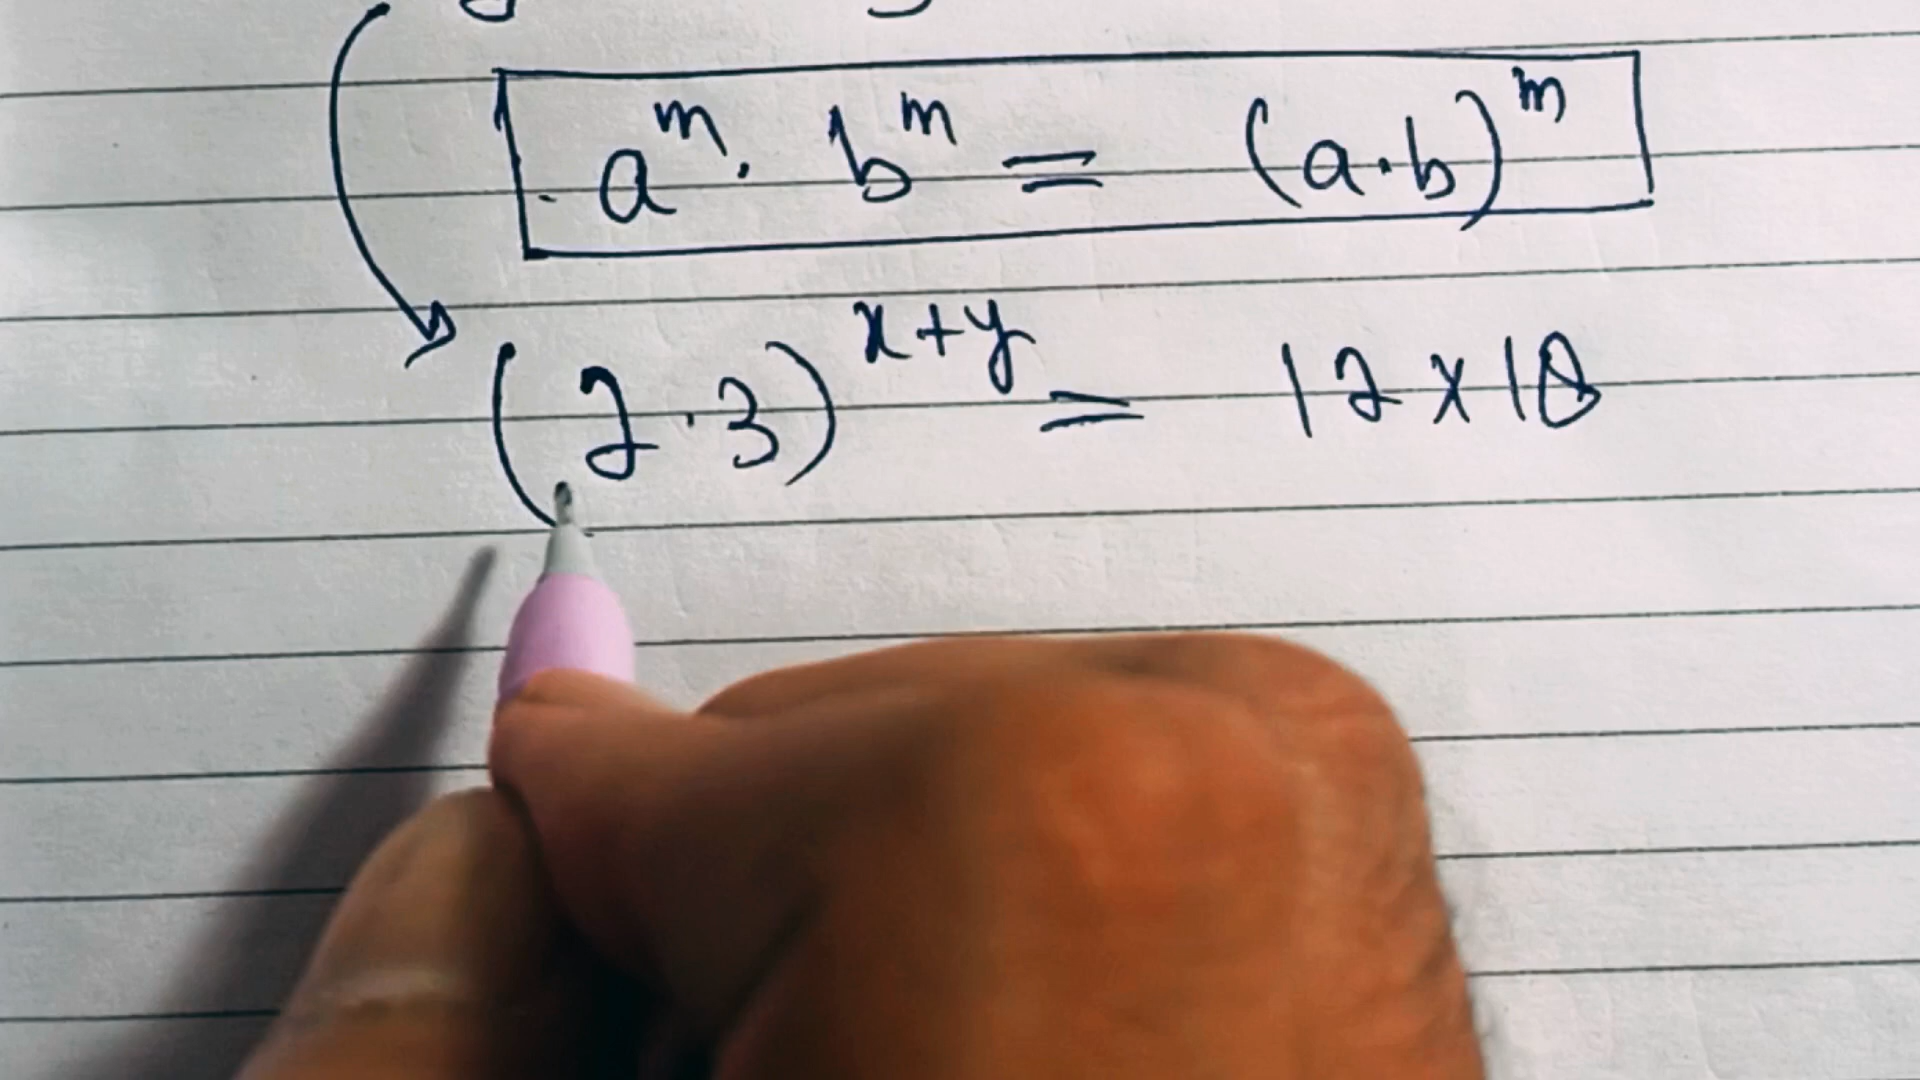 a^m · b^m = (a·b)^m
(2·3)^(x+y) = 12×18